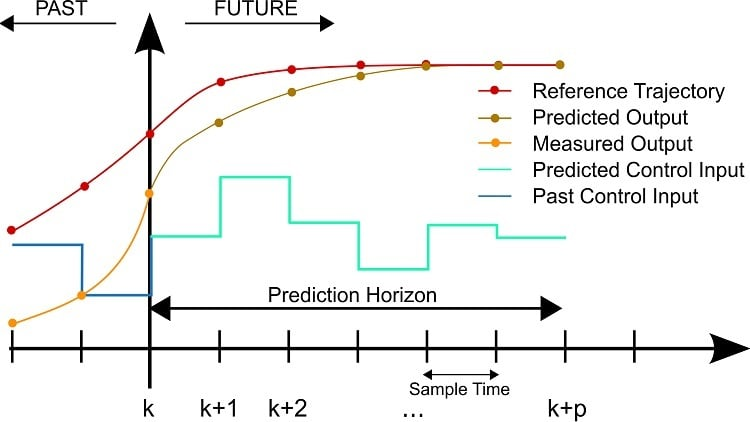 PAST
FUTURE
Reference Trajectory
Predicted Output
Measured Output
Predicted Control Input
Past Control Input
Prediction Horizon
Sample Time
k
k+1
k+2
...
k+p